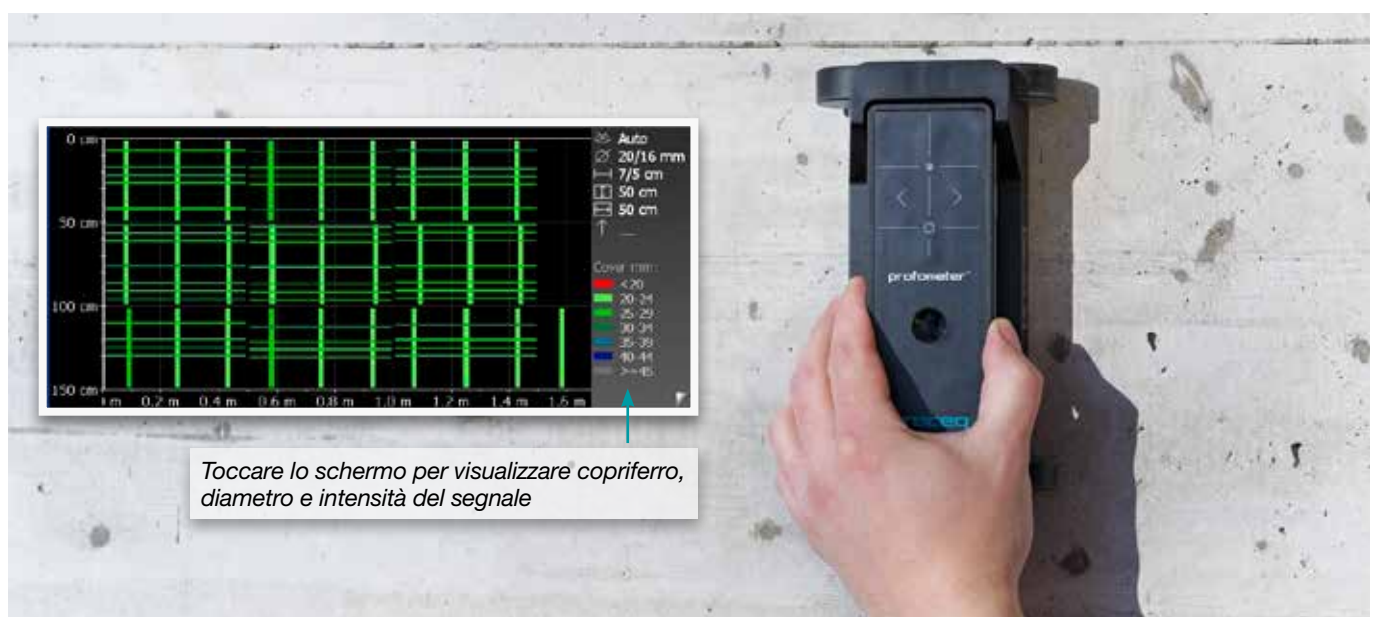 0 cm
50 cm
100 cm
150 cm
0.2 m 0.4 m 0.6 m 0.8 m 1.0 m 1.2 m 1.4 m 1.6 m
Auto
20/16 mm
7/5 cm
50 cm
50 cm
Cover mm:
<20
20-24
25-29
30-34
35-39
40-44
>=45
Toccare lo schermo per visualizzare copriferro,
diametro e intensità del segnale
profometer